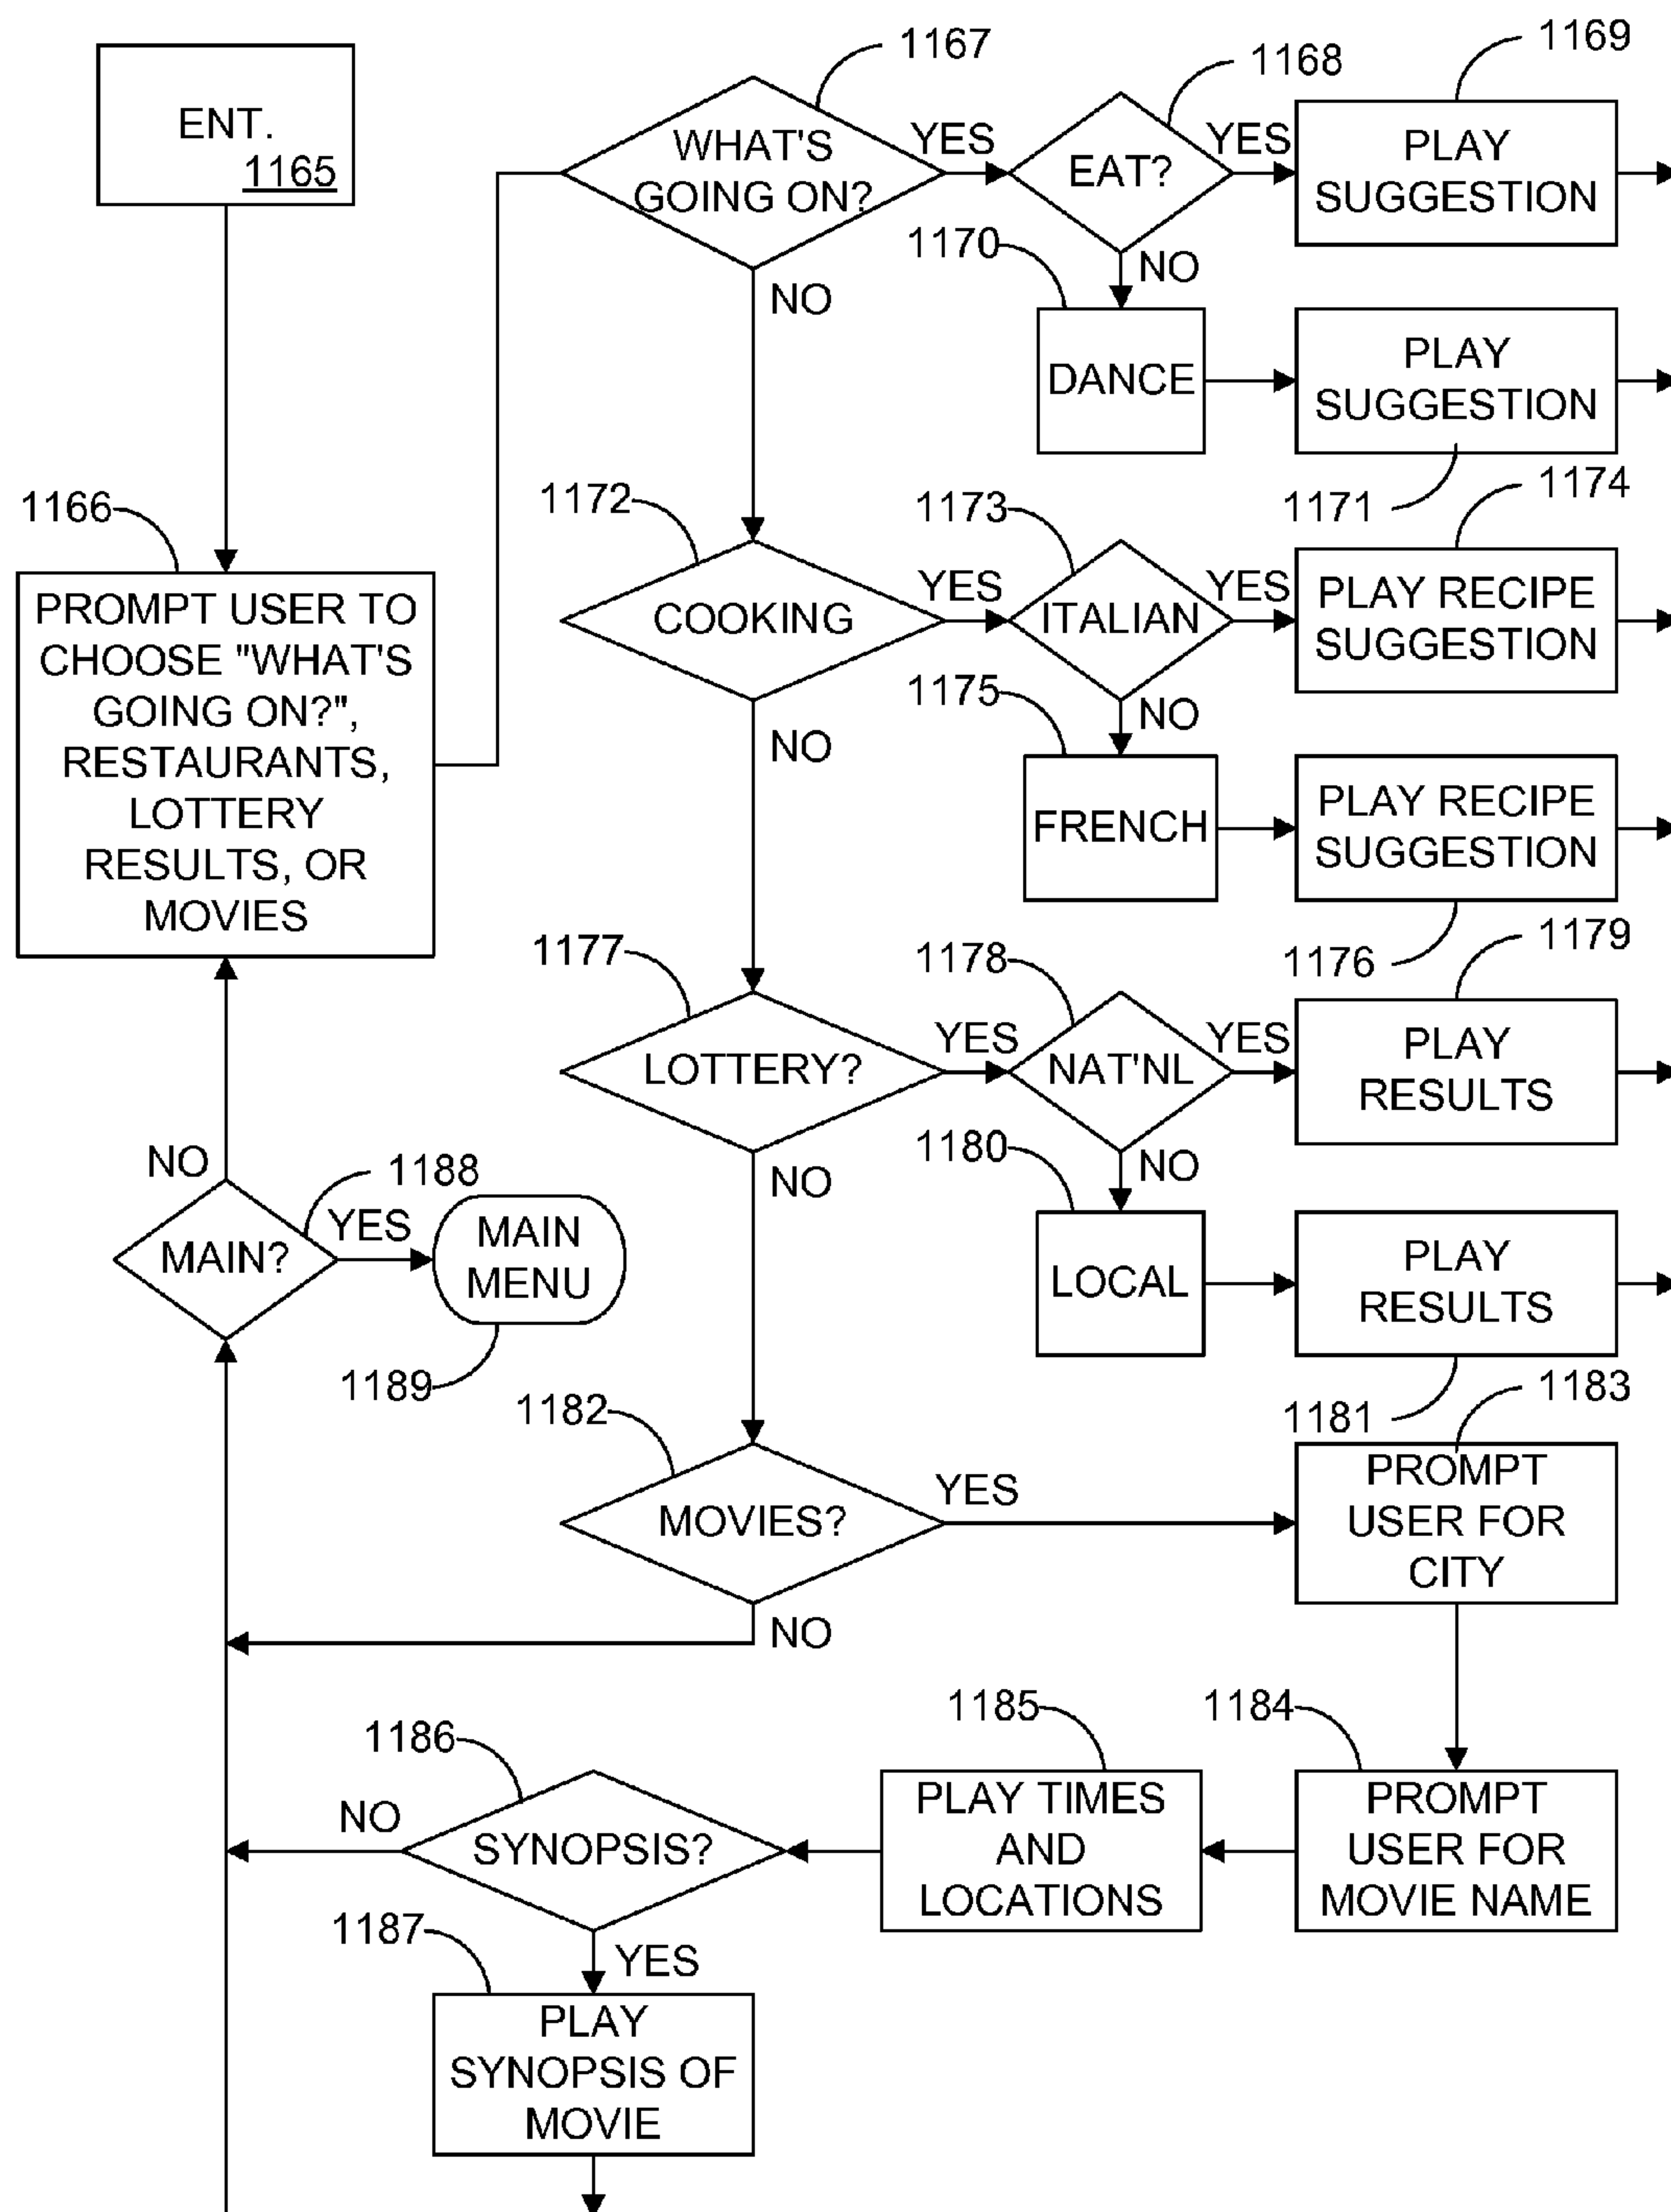 ENT.
1165
1166
PROMPT USER TO
CHOOSE "WHAT'S
GOING ON?",
RESTAURANTS,
LOTTERY
RESULTS, OR
MOVIES
1167
WHAT'S
GOING ON?
YES
NO
1168
EAT?
YES
NO
1169
PLAY
SUGGESTION
1170
DANCE
PLAY
SUGGESTION
1171
1172
COOKING
YES
NO
1173
ITALIAN
YES
NO
1174
PLAY RECIPE
SUGGESTION
1175
FRENCH
PLAY RECIPE
SUGGESTION
1176
1177
LOTTERY?
YES
NO
1178
NAT'NL
YES
NO
1179
PLAY
RESULTS
1180
LOCAL
PLAY
RESULTS
1181
NO
1188
MAIN?
YES
MAIN
MENU
1189
1182
MOVIES?
YES
NO
1183
PROMPT
USER FOR
CITY
1184
PROMPT
USER FOR
MOVIE NAME
1185
PLAY TIMES
AND
LOCATIONS
1186
SYNOPSIS?
NO
YES
1187
PLAY
SYNOPSIS OF
MOVIE